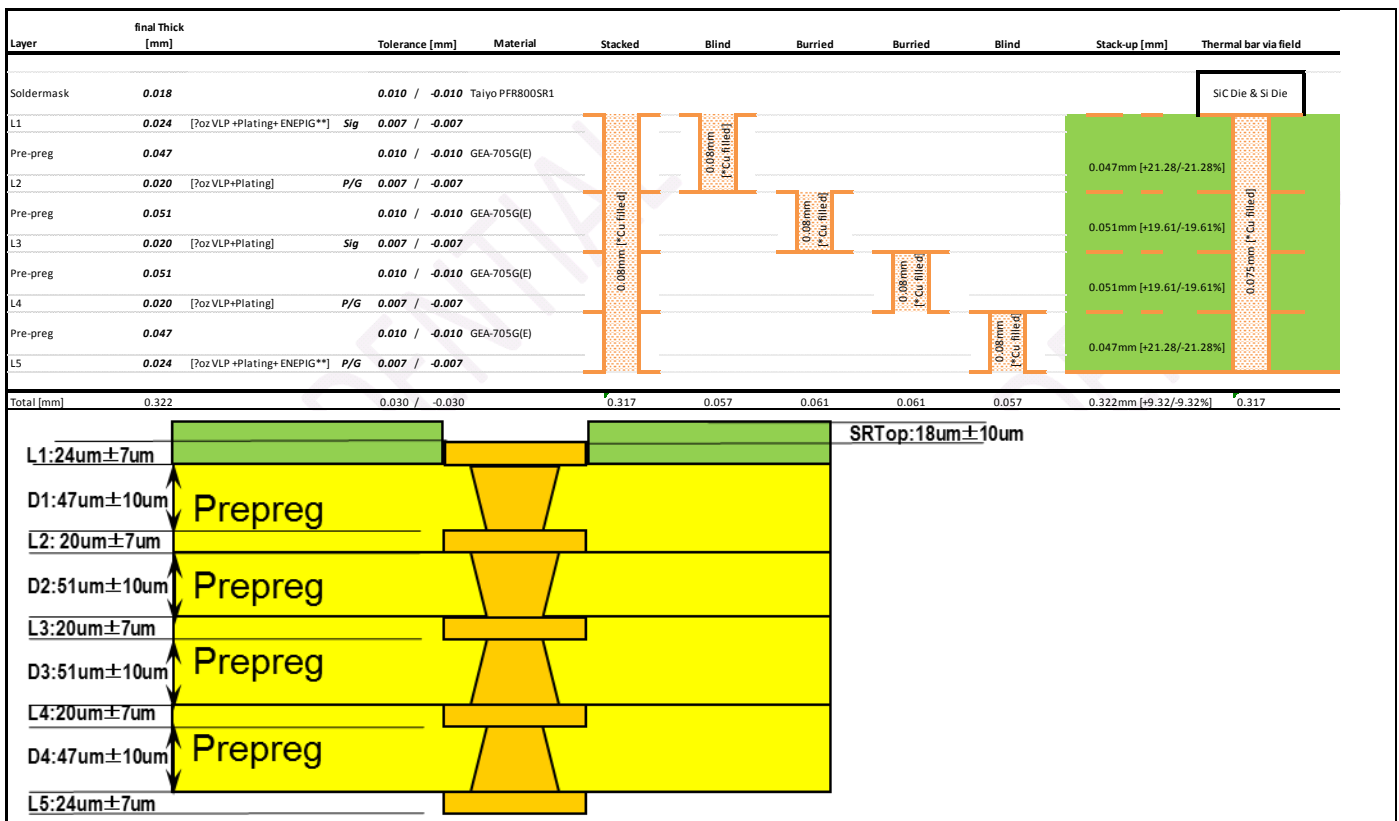 final Thick
Layer [mm] Tolerance [mm] Material Stacked Blind Burried Burried Blind Stack-up [mm] Thermal bar via field
Soldermask 0.018 0.010 / -0.010 Taiyo PFR800SR1 SiC Die & Si Die
L1 0.024 [?oz VLP +Plating+ ENEPIG**] Sig 0.007 / -0.007
Pre-preg 0.047 0.010 / -0.010 GEA-705G(E) 0.08mm [*Cu filled] 0.047mm [+21.28/-21.28%]
L2 0.020 [?oz VLP+Plating] P/G 0.007 / -0.007
Pre-preg 0.051 0.010 / -0.010 GEA-705G(E) 0.08mm [*Cu filled] 0.051mm [+19.61/-19.61%]
L3 0.020 [?oz VLP+Plating] Sig 0.007 / -0.007 0.08mm [*Cu filled] 0.075mm [*Cu filled]
Pre-preg 0.051 0.010 / -0.010 GEA-705G(E) 0.08mm [*Cu filled] 0.051mm [+19.61/-19.61%]
L4 0.020 [?oz VLP+Plating] P/G 0.007 / -0.007
Pre-preg 0.047 0.010 / -0.010 GEA-705G(E) 0.08mm [*Cu filled] 0.047mm [+21.28/-21.28%]
L5 0.024 [?oz VLP +Plating+ ENEPIG**] P/G 0.007 / -0.007
Total [mm] 0.322 0.030 / -0.030 0.317 0.057 0.061 0.061 0.057 0.322mm [+9.32/-9.32%] 0.317
SRTop:18um±10um
L1:24um±7um
D1:47um±10um Prepreg
L2: 20um±7um
D2:51um±10um Prepreg
L3:20um±7um
D3:51um±10um Prepreg
L4:20um±7um
D4:47um±10um Prepreg
L5:24um±7um